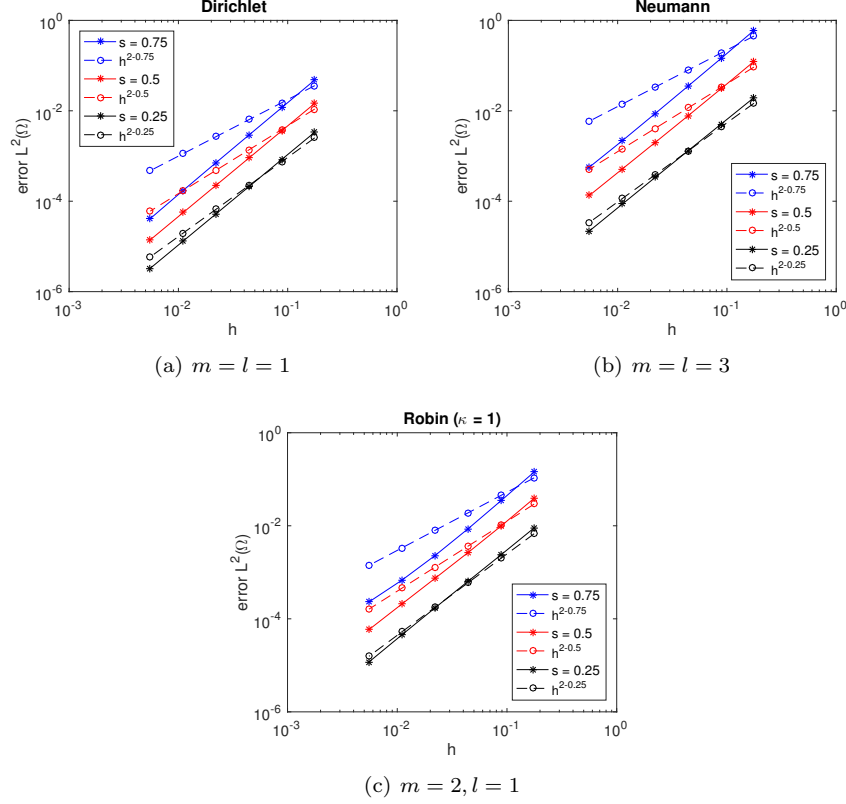 Dirichlet
error L^2(Ω)
10^0
10^-2
10^-4
10^-6
s = 0.75
h^2-0.75
s = 0.5
h^2-0.5
s = 0.25
h^2-0.25
10^-3
10^-2
10^-1
10^0
h
(a) m = l = 1
Neumann
error L^2(Ω)
10^0
10^-2
10^-4
10^-6
s = 0.75
h^2-0.75
s = 0.5
h^2-0.5
s = 0.25
h^2-0.25
10^-3
10^-2
10^-1
10^0
h
(b) m = l = 3
Robin (κ = 1)
error L^2(Ω)
10^0
10^-2
10^-4
10^-6
s = 0.75
h^2-0.75
s = 0.5
h^2-0.5
s = 0.25
h^2-0.25
10^-3
10^-2
10^-1
10^0
h
(c) m = 2, l = 1